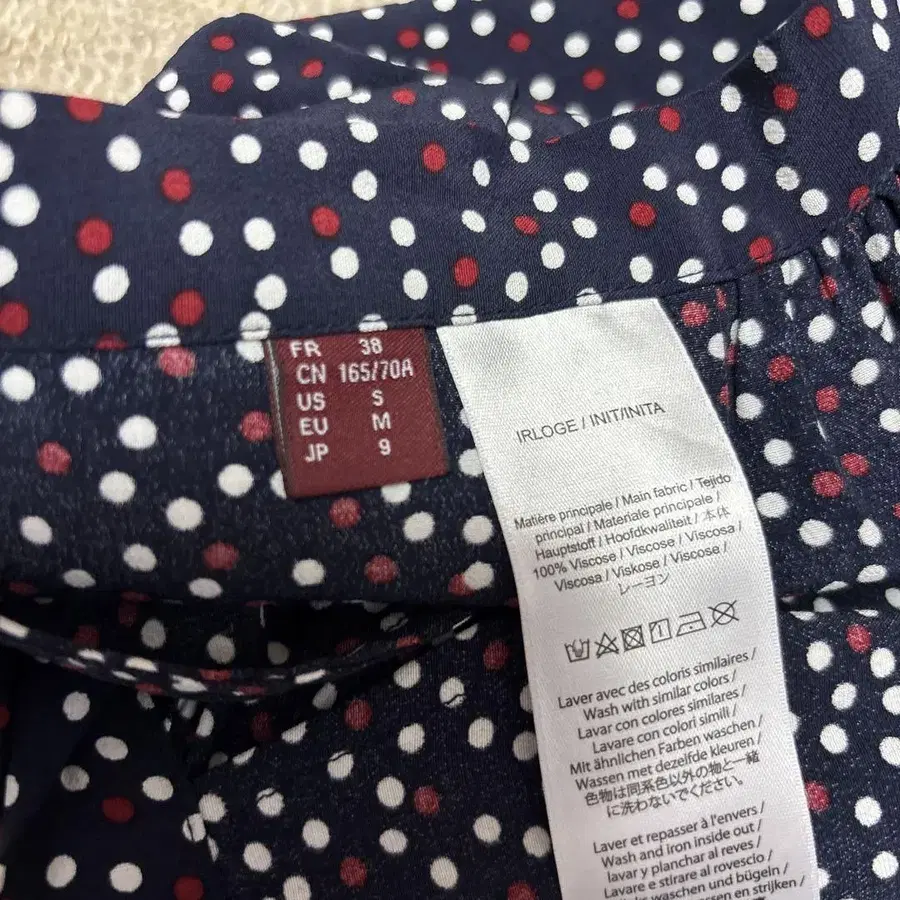 FR 38
CN 165/70A
US S
EU M
JP 9
IRLOGE / INIT/INITA
Matière principale / Main fabric / Tejido
principal / Materiale principale /
Hauptstoff / Hoofdkwaliteit / 本体
100% Viscose / Viscose / Viscosa /
Viscosa / Viskose / Viscose /
レーヨン
Laver avec des coloris similaires /
Wash with similar colors /
Lavar con colores similares /
Lavare con colori simili /
Mit ähnlichen Farben waschen /
Wassen met dezelfde kleuren /
色物は同系色以外の物と一緒
に洗わないでください。
Laver et repasser à l'envers /
Wash and iron inside out /
lavar y planchar al reves /
Lavare e stirare al rovescio /
waschen und bügeln /
en strijken /